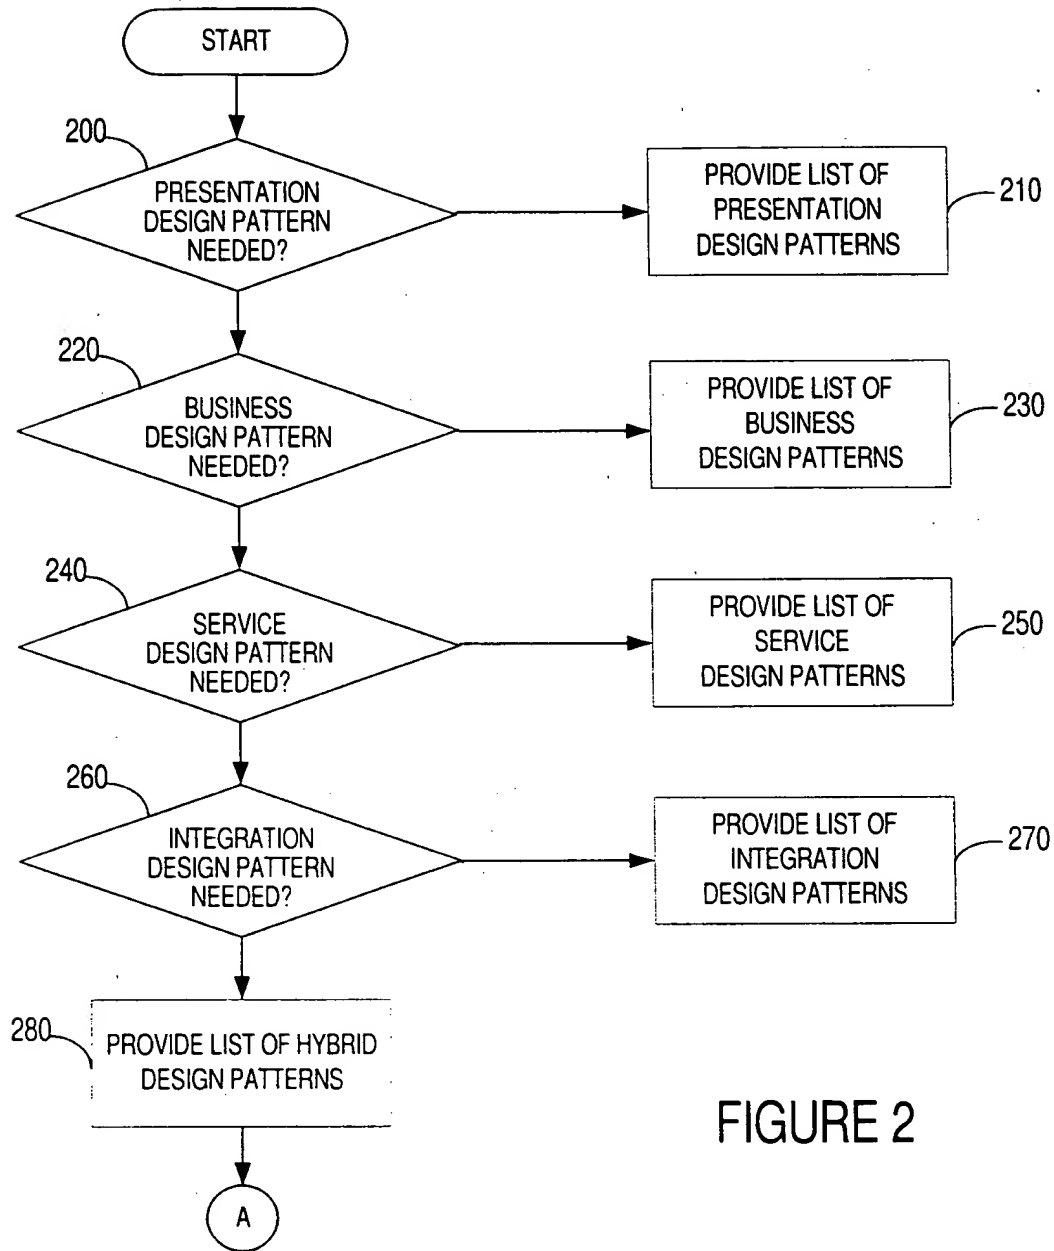 START
200
PRESENTATION
DESIGN PATTERN
NEEDED?
PROVIDE LIST OF
PRESENTATION
DESIGN PATTERNS
210
220
BUSINESS
DESIGN PATTERN
NEEDED?
PROVIDE LIST OF
BUSINESS
DESIGN PATTERNS
230
240
SERVICE
DESIGN PATTERN
NEEDED?
PROVIDE LIST OF
SERVICE
DESIGN PATTERNS
250
260
INTEGRATION
DESIGN PATTERN
NEEDED?
PROVIDE LIST OF
INTEGRATION
DESIGN PATTERNS
270
280
PROVIDE LIST OF HYBRID
DESIGN PATTERNS
FIGURE 2
A